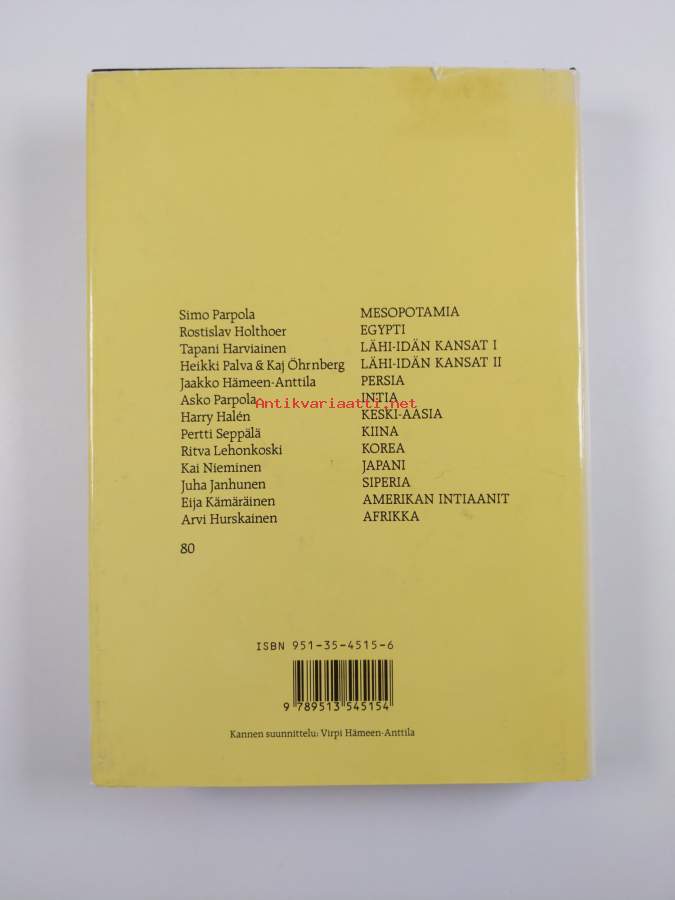 Simo Parpola MESOPOTAMIA
Rostislav Holthoer EGYPTI
Tapani Harviainen LÄHI-IDÄN KANSAT I
Heikki Palva & Kaj Öhrnberg LÄHI-IDÄN KANSAT II
Jaakko Hämeen-Anttila PERSIA
Asko Parpola INTIA
Antikvariaatti.net
Harry Halén KESKI-AASIA
Pertti Seppälä KIINA
Ritva Lehonkoski KOREA
Kai Nieminen JAPANI
Juha Janhunen SIPERIA
Eija Kämäräinen AMERIKAN INTIAANIT
Arvi Hurskainen AFRIKKA
80
ISBN 951-35-4515-6
9 789513 545154
Kannen suunnittelu: Virpi Hämeen-Anttila